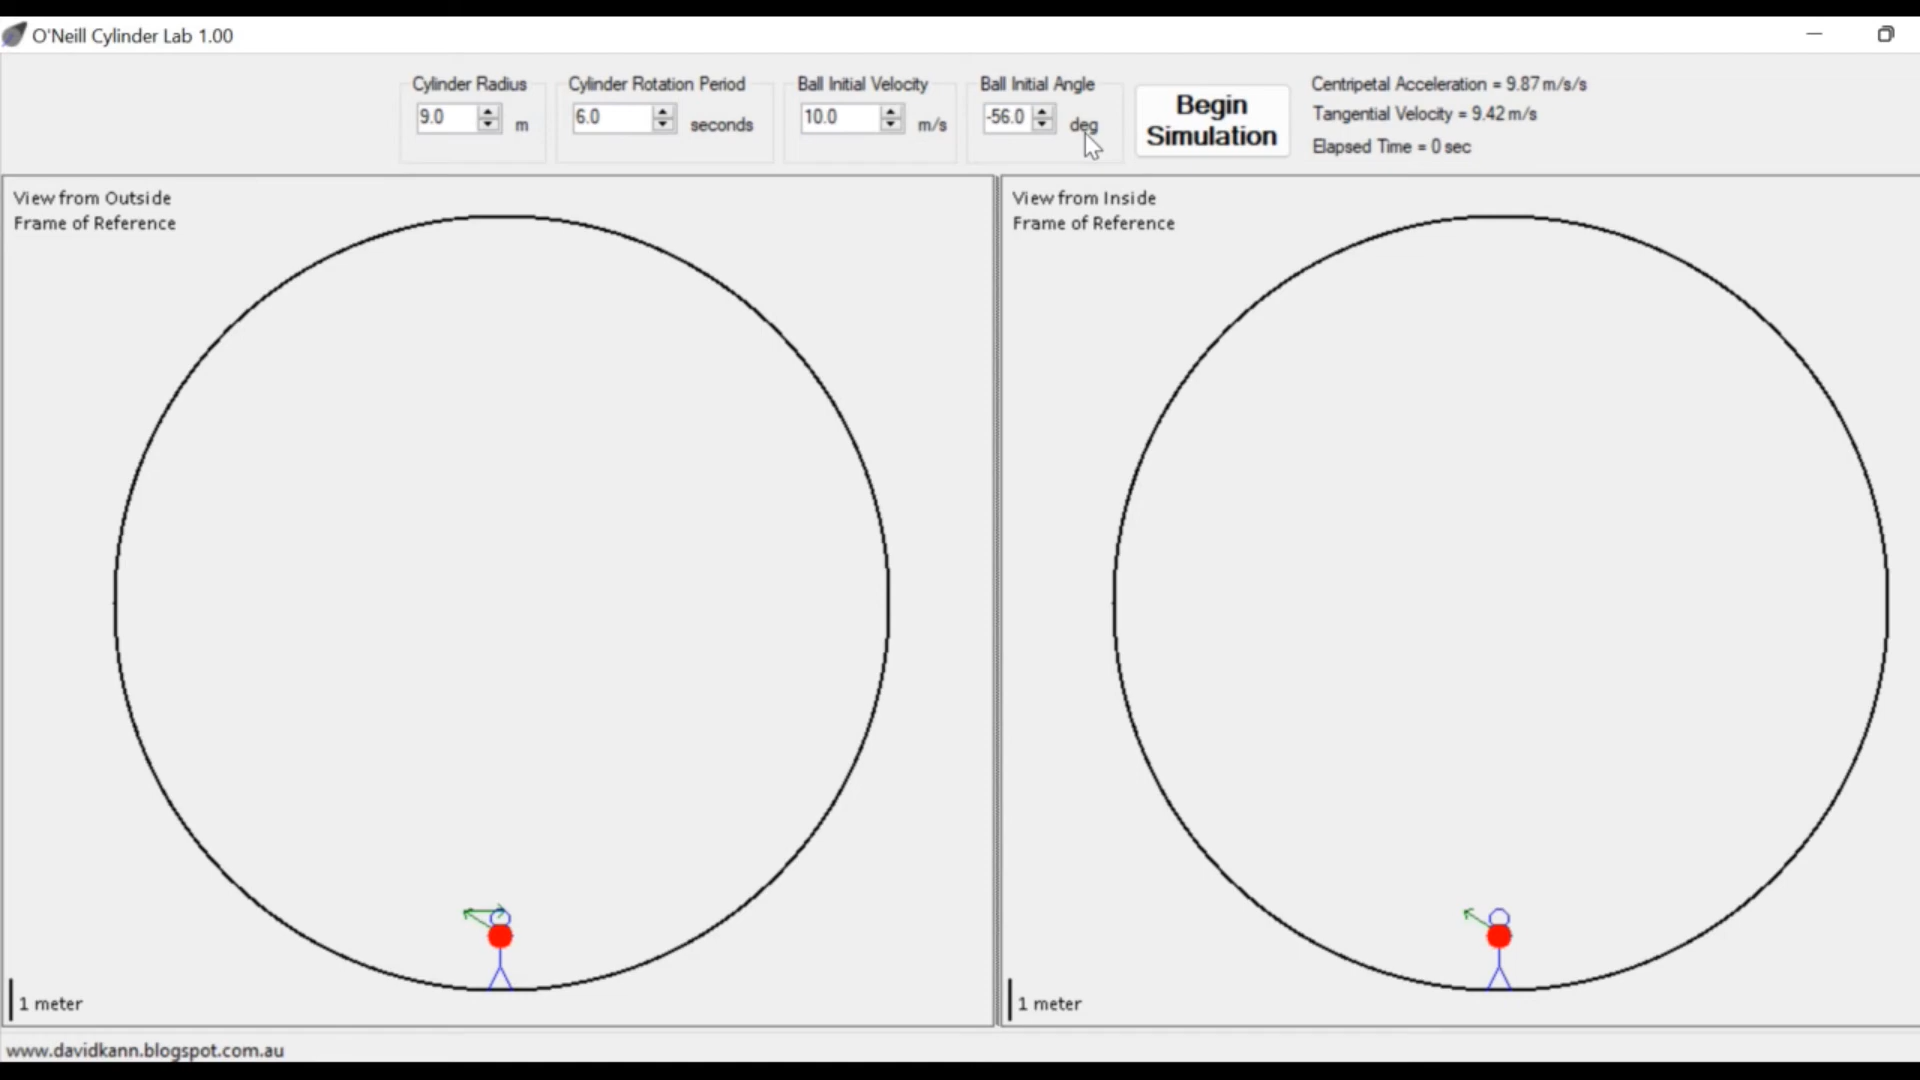 O'Neill Cylinder Lab 1.00
Cylinder Radius
9.0 m
Cylinder Rotation Period
6.0 seconds
Ball Initial Velocity
10.0 m/s
Ball Initial Angle
-56.0 deg
Begin
Simulation
Centripetal Acceleration = 9.87 m/s/s
Tangential Velocity = 9.42 m/s
Elapsed Time = 0 sec
View from Outside
Frame of Reference
1 meter
View from Inside
Frame of Reference
1 meter
www.davidkann.blogspot.com.au